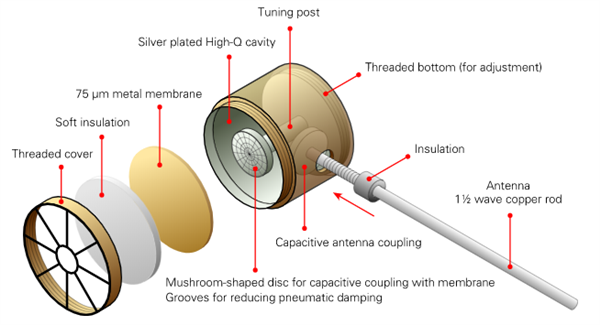 Tuning post
Silver plated High-Q cavity
Threaded bottom (for adjustment)
75 µm metal membrane
Soft insulation
Threaded cover
Insulation
Antenna
1½ wave copper rod
Capacitive antenna coupling
Mushroom-shaped disc for capacitive coupling with membrane
Grooves for reducing pneumatic damping